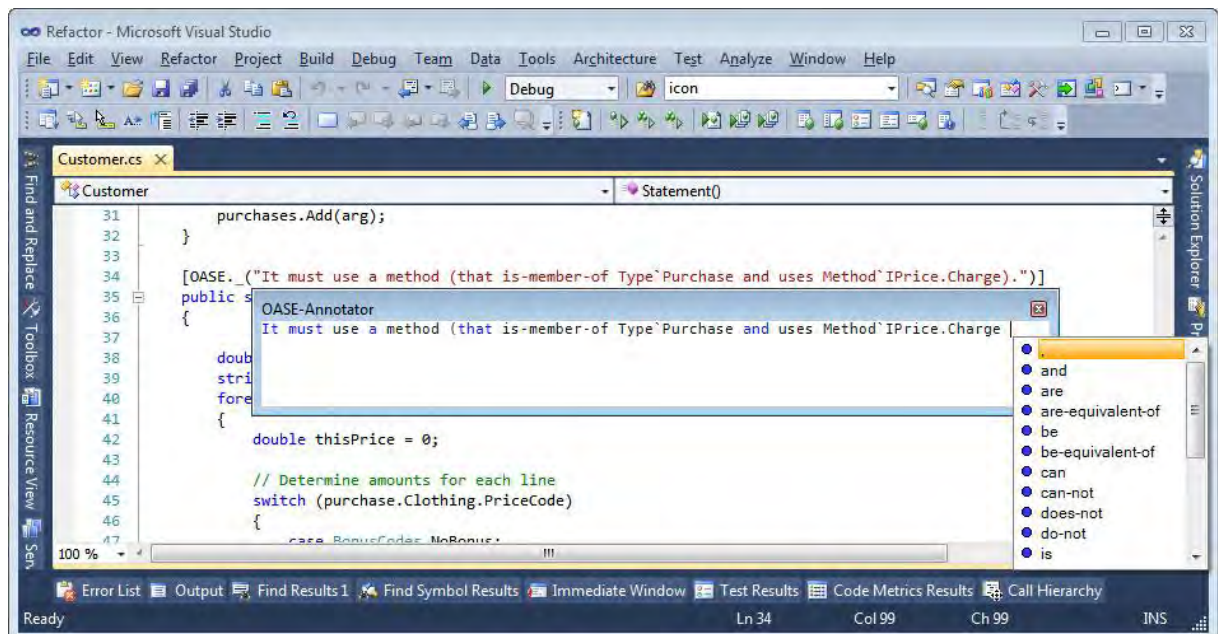 Refactor - Microsoft Visual Studio
File Edit View Refactor Project Build Debug Team Data Tools Architecture Test Analyze Window Help
Debug icon
Customer.cs
Customer Statement()
Find and Replace
Toolbox
Resource View
Solution Explorer
31 purchases.Add(arg);
32 }
33
34 [OASE._("It must use a method (that is-member-of Type`Purchase and uses Method`IPrice.Charge).")]
35 public s
36 {
37
38 doub
39 stri
40 fore
41 {
42 double thisPrice = 0;
43
44 // Determine amounts for each line
45 switch (purchase.Clothing.PriceCode)
46 {
47 case BonusCodes.NoBonus:
OASE-Annotator
It must use a method (that is-member-of Type`Purchase and uses Method`IPrice.Charge
,
and
are
are-equivalent-of
be
be-equivalent-of
can
can-not
does-not
do-not
is
100 %
Error List Output Find Results 1 Find Symbol Results Immediate Window Test Results Code Metrics Results Call Hierarchy
Ready Ln 34 Col 99 Ch 99 INS